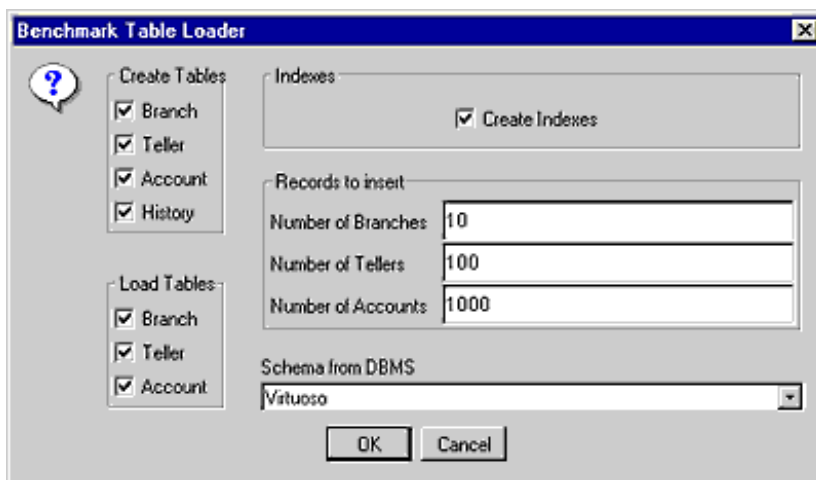 Benchmark Table Loader
Create Tables
Branch
Teller
Account
History
Load Tables
Branch
Teller
Account
Indexes
Create Indexes
Records to insert
Number of Branches 10
Number of Tellers 100
Number of Accounts 1000
Schema from DBMS
Virtuoso
OK Cancel